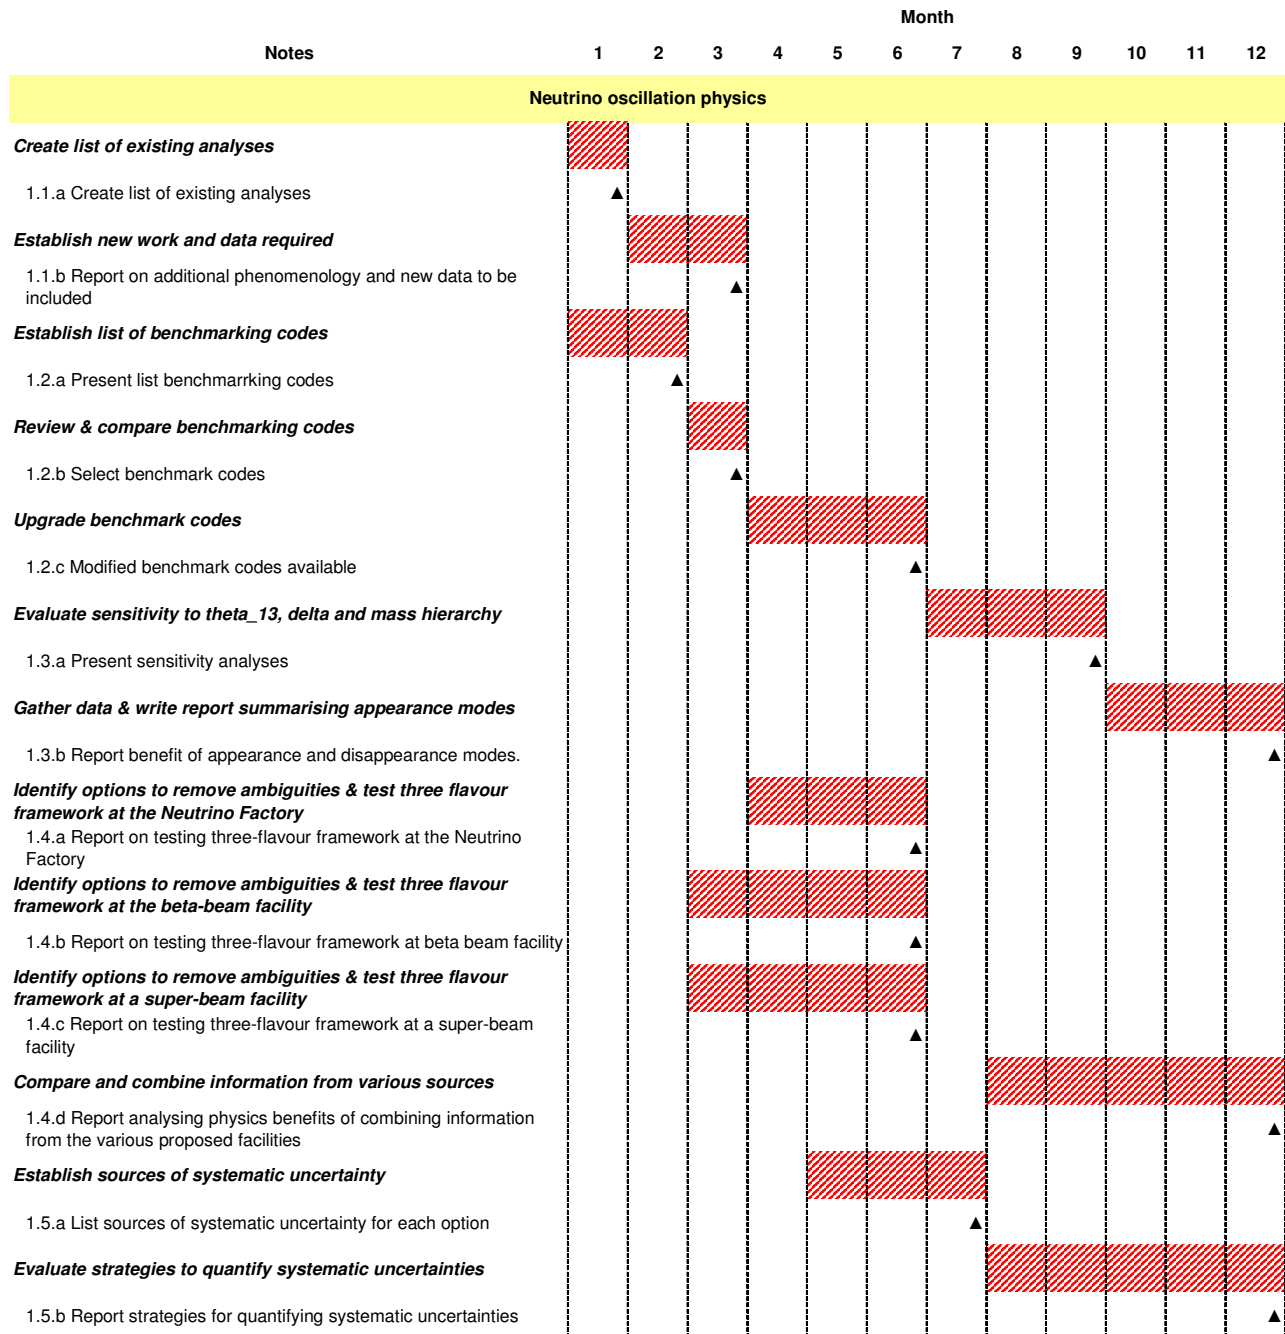 Month
Notes 1 2 3 4 5 6 7 8 9 10 11 12
Neutrino oscillation physics
Create list of existing analyses
1.1.a Create list of existing analyses
Establish new work and data required
1.1.b Report on additional phenomenology and new data to be
included
Establish list of benchmarking codes
1.2.a Present list benchmarrking codes
Review & compare benchmarking codes
1.2.b Select benchmark codes
Upgrade benchmark codes
1.2.c Modified benchmark codes available
Evaluate sensitivity to theta_13, delta and mass hierarchy
1.3.a Present sensitivity analyses
Gather data & write report summarising appearance modes
1.3.b Report benefit of appearance and disappearance modes.
Identify options to remove ambiguities & test three flavour
framework at the Neutrino Factory
1.4.a Report on testing three-flavour framework at the Neutrino
Factory
Identify options to remove ambiguities & test three flavour
framework at the beta-beam facility
1.4.b Report on testing three-flavour framework at beta beam facility
Identify options to remove ambiguities & test three flavour
framework at a super-beam facility
1.4.c Report on testing three-flavour framework at a super-beam
facility
Compare and combine information from various sources
1.4.d Report analysing physics benefits of combining information
from the various proposed facilities
Establish sources of systematic uncertainty
1.5.a List sources of systematic uncertainty for each option
Evaluate strategies to quantify systematic uncertainties
1.5.b Report strategies for quantifying systematic uncertainties